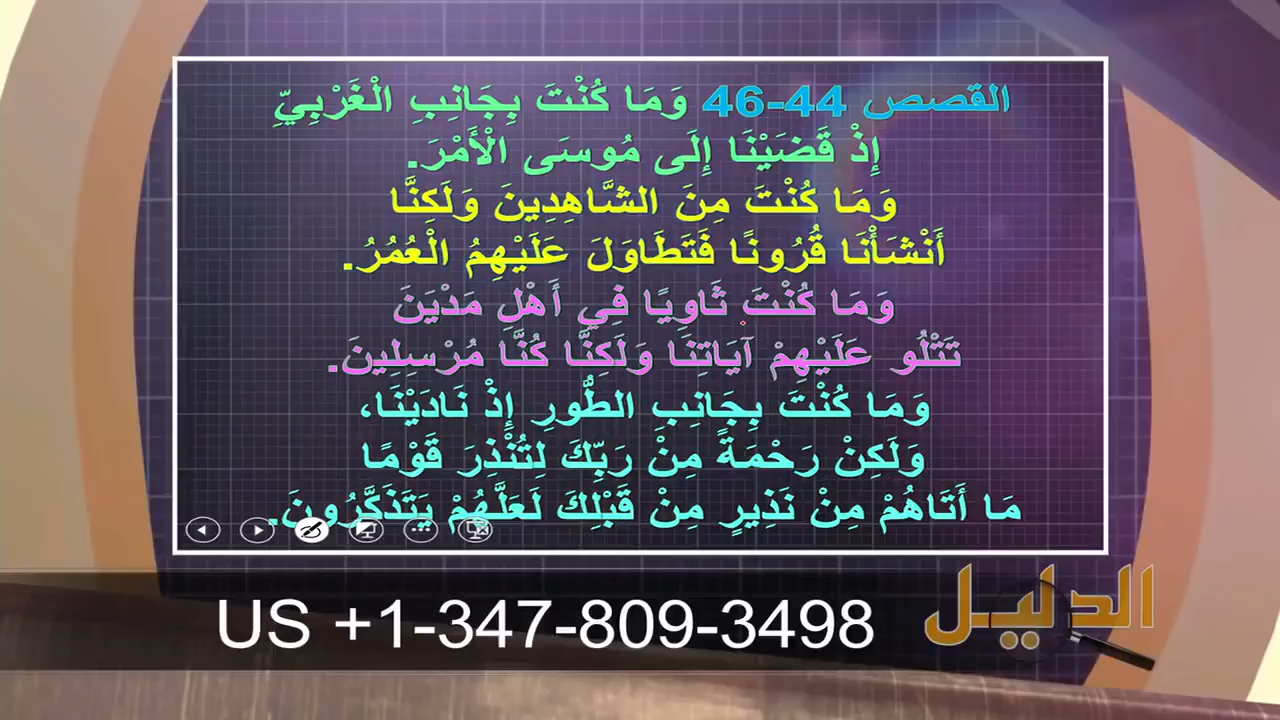 القصص 44-46 وَمَا كُنْتَ بِجَانِبِ الْغَرْبِيِّ
إِذْ قَضَيْنَا إِلَى مُوسَى الْأَمْرَ.
وَمَا كُنْتَ مِنَ الشَّاهِدِينَ وَلَكِنَّا
أَنْشَأْنَا قُرُونًا فَتَطَاوَلَ عَلَيْهِمُ الْعُمُرُ.
وَمَا كُنْتَ ثَاوِيًا فِي أَهْلِ مَدْيَنَ
تَتْلُو عَلَيْهِمْ آيَاتِنَا وَلَكِنَّا كُنَّا مُرْسِلِينَ.
وَمَا كُنْتَ بِجَانِبِ الطُّورِ إِذْ نَادَيْنَا،
وَلَكِنْ رَحْمَةً مِنْ رَبِّكَ لِتُنْذِرَ قَوْمًا
مَا أَتَاهُمْ مِنْ نَذِيرٍ مِنْ قَبْلِكَ لَعَلَّهُمْ يَتَذَكَّرُونَ.
الدليل
US +1-347-809-3498